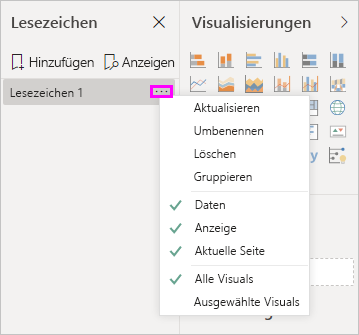 Lesezeichen
Visualisierungen
Hinzufügen
Anzeigen
Lesezeichen 1
Aktualisieren
Umbenennen
Löschen
Gruppieren
Daten
Anzeige
Aktuelle Seite
Alle Visuals
Ausgewählte Visuals